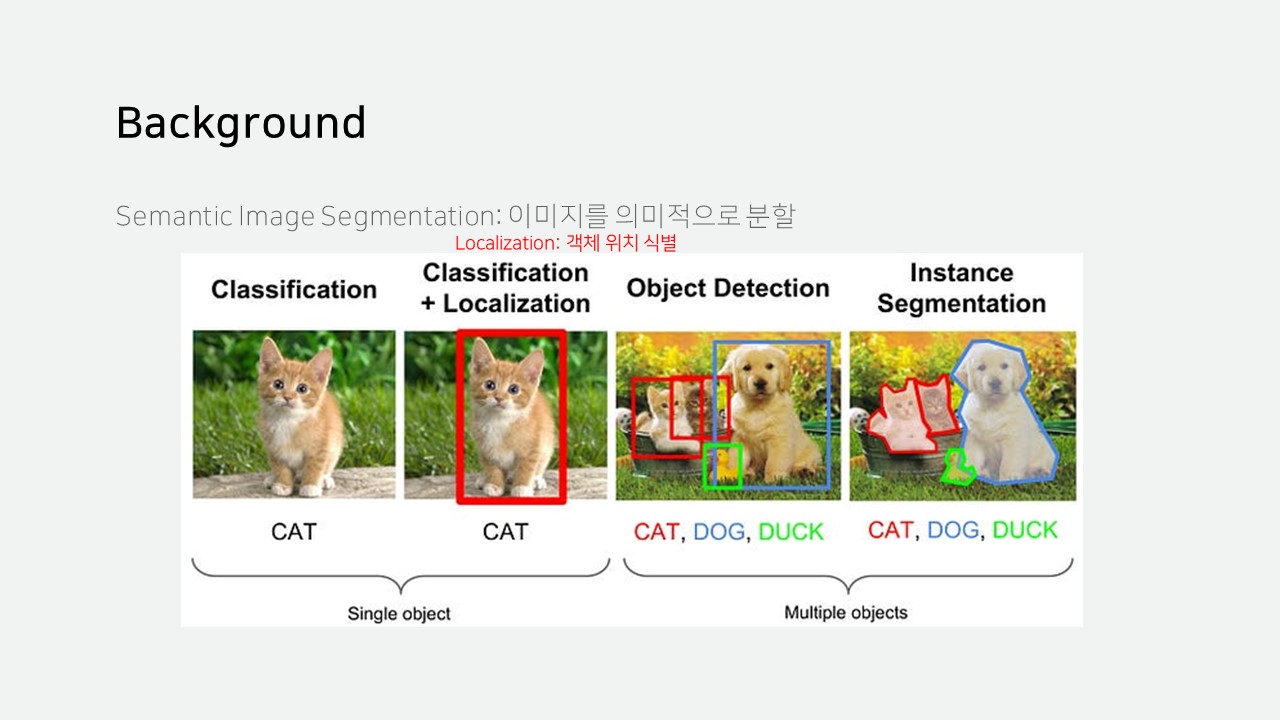 Background
Semantic Image Segmentation: 이미지를 의미적으로 분할
Localization: 객체 위치 식별
Classification
Classification
+ Localization
Object Detection
Instance
Segmentation
CAT
CAT
CAT, DOG, DUCK
CAT, DOG, DUCK
Single object
Multiple objects